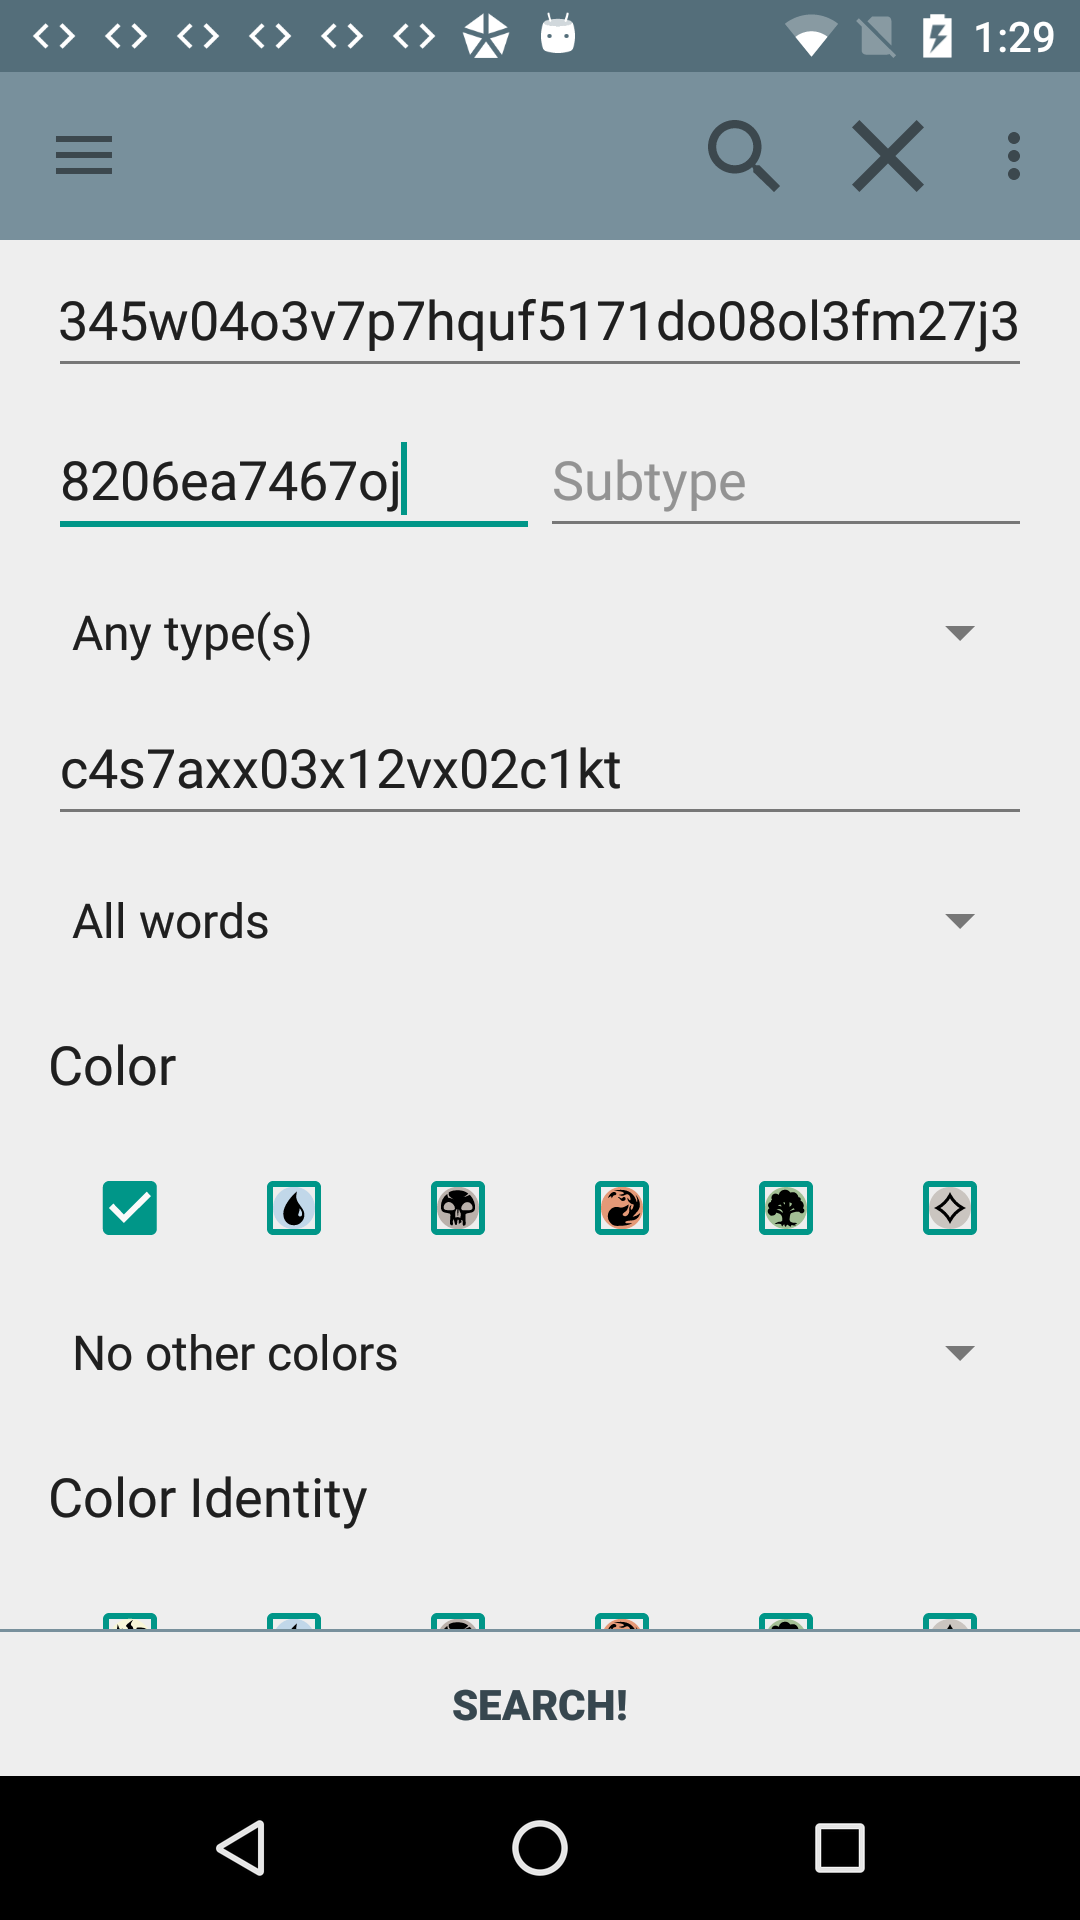 1:29
345w04o3v7p7hquf5171do08ol3fm27j3
8206ea7467oj Subtype
Any type(s)
c4s7axx03x12vx02c1kt
All words
Color
No other colors
Color Identity
SEARCH!